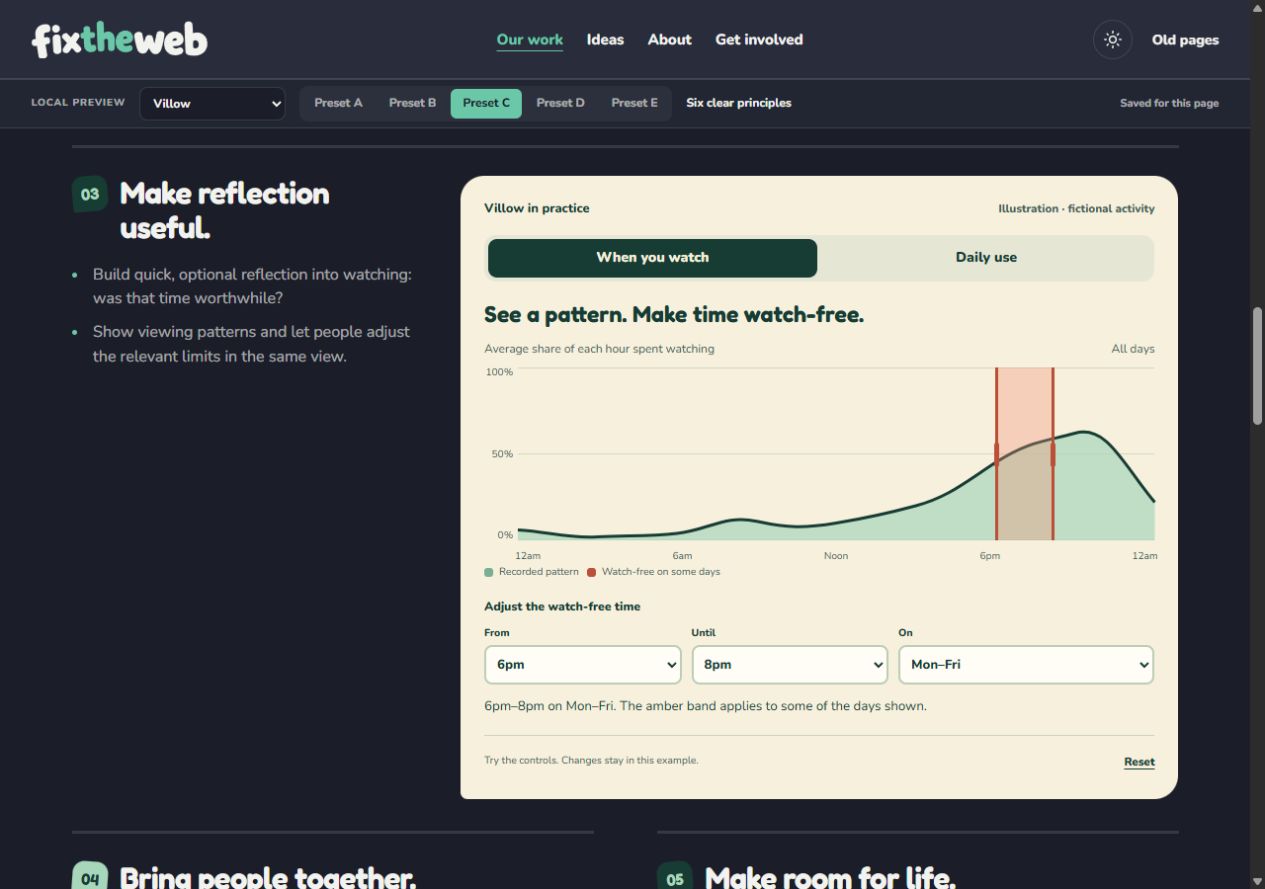 fixtheweb
Our work
Ideas
About
Get involved
Old pages
LOCAL PREVIEW
Villow
Preset A
Preset B
Preset C
Preset D
Preset E
Six clear principles
Saved for this page
03
Make reflection
useful.
Build quick, optional reflection into watching:
was that time worthwhile?
Show viewing patterns and let people adjust
the relevant limits in the same view.
Villow in practice
Illustration · fictional activity
When you watch
Daily use
See a pattern. Make time watch-free.
Average share of each hour spent watching
All days
100%
50%
0%
12am
6am
Noon
6pm
12am
Recorded pattern
Watch-free on some days
Adjust the watch-free time
From
Until
On
6pm
8pm
Mon–Fri
6pm–8pm on Mon–Fri. The amber band applies to some of the days shown.
Try the controls. Changes stay in this example.
Reset
04
Bring people together.
05
Make room for life.